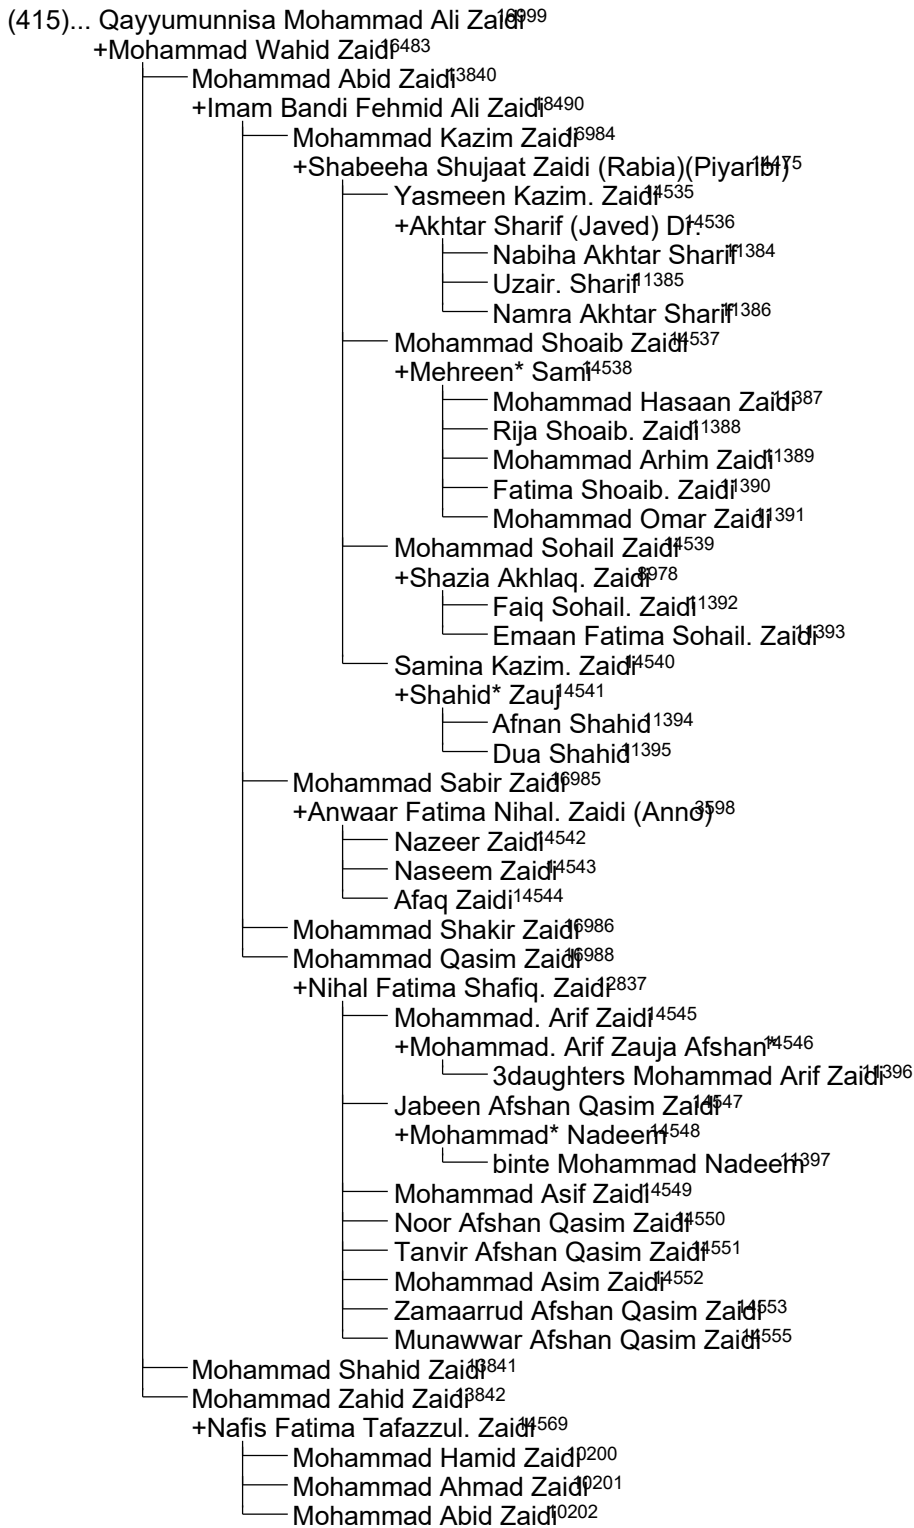 (415)... Qayyumunnisa Mohammad Ali Zaidi16999
+Mohammad Wahid Zaidi16483
Mohammad Abid Zaidi13840
+Imam Bandi Fehmid Ali Zaidi18490
Mohammad Kazim Zaidi16984
+Shabeeha Shujaat Zaidi (Rabia)(Piyaribi)14475
Yasmeen Kazim. Zaidi14535
+Akhtar Sharif (Javed) Dr.14536
Nabiha Akhtar Sharif11384
Uzair. Sharif11385
Namra Akhtar Sharif11386
Mohammad Shoaib Zaidi14537
+Mehreen* Sami14538
Mohammad Hasaan Zaidi11387
Rija Shoaib. Zaidi11388
Mohammad Arhim Zaidi11389
Fatima Shoaib. Zaidi11390
Mohammad Omar Zaidi11391
Mohammad Sohail Zaidi14539
+Shazia Akhlaq. Zaidi8978
Faiq Sohail. Zaidi11392
Emaan Fatima Sohail. Zaidi11393
Samina Kazim. Zaidi14540
+Shahid* Zauj14541
Afnan Shahid11394
Dua Shahid11395
Mohammad Sabir Zaidi16985
+Anwaar Fatima Nihal. Zaidi (Anno)3598
Nazeer Zaidi14542
Naseem Zaidi14543
Afaq Zaidi14544
Mohammad Shakir Zaidi16986
Mohammad Qasim Zaidi16988
+Nihal Fatima Shafiq. Zaidi12837
Mohammad. Arif Zaidi14545
+Mohammad. Arif Zauja Afshan*14546
3daughters Mohammad Arif Zaidi11396
Jabeen Afshan Qasim Zaidi14547
+Mohammad* Nadeem14548
binte Mohammad Nadeem11397
Mohammad Asif Zaidi14549
Noor Afshan Qasim Zaidi14550
Tanvir Afshan Qasim Zaidi14551
Mohammad Asim Zaidi14552
Zamaarrud Afshan Qasim Zaidi14553
Munawwar Afshan Qasim Zaidi14555
Mohammad Shahid Zaidi13841
Mohammad Zahid Zaidi13842
+Nafis Fatima Tafazzul. Zaidi14569
Mohammad Hamid Zaidi10200
Mohammad Ahmad Zaidi10201
Mohammad Abid Zaidi10202